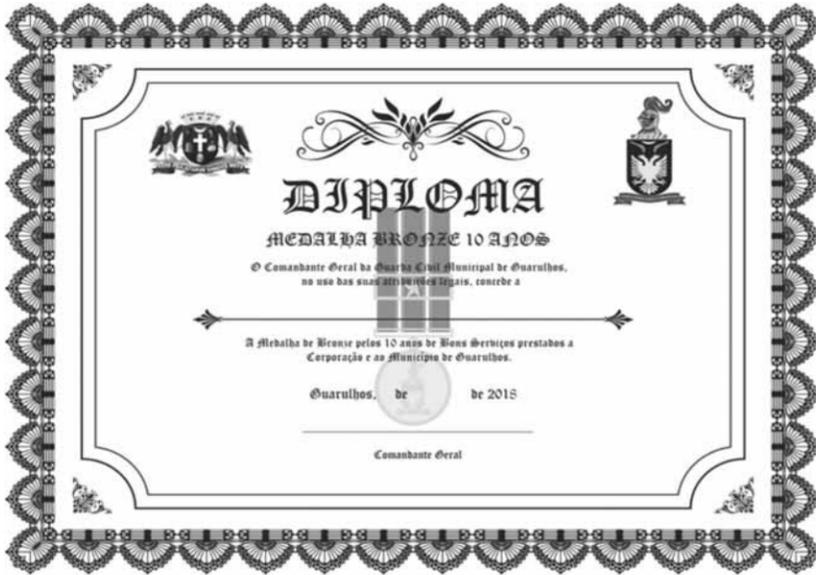 DIPLOMA
MEDALHA BRONZE 10 ANOS
O Comandante Geral da Guarda Civil Municipal de Guarulhos,
no uso das suas atribuições legais, concede a
A Medalha de Bronze pelos 10 anos de Bons Serviços prestados a
Corporação e ao Município de Guarulhos.
Guarulhos, de de 2018
Comandante Geral